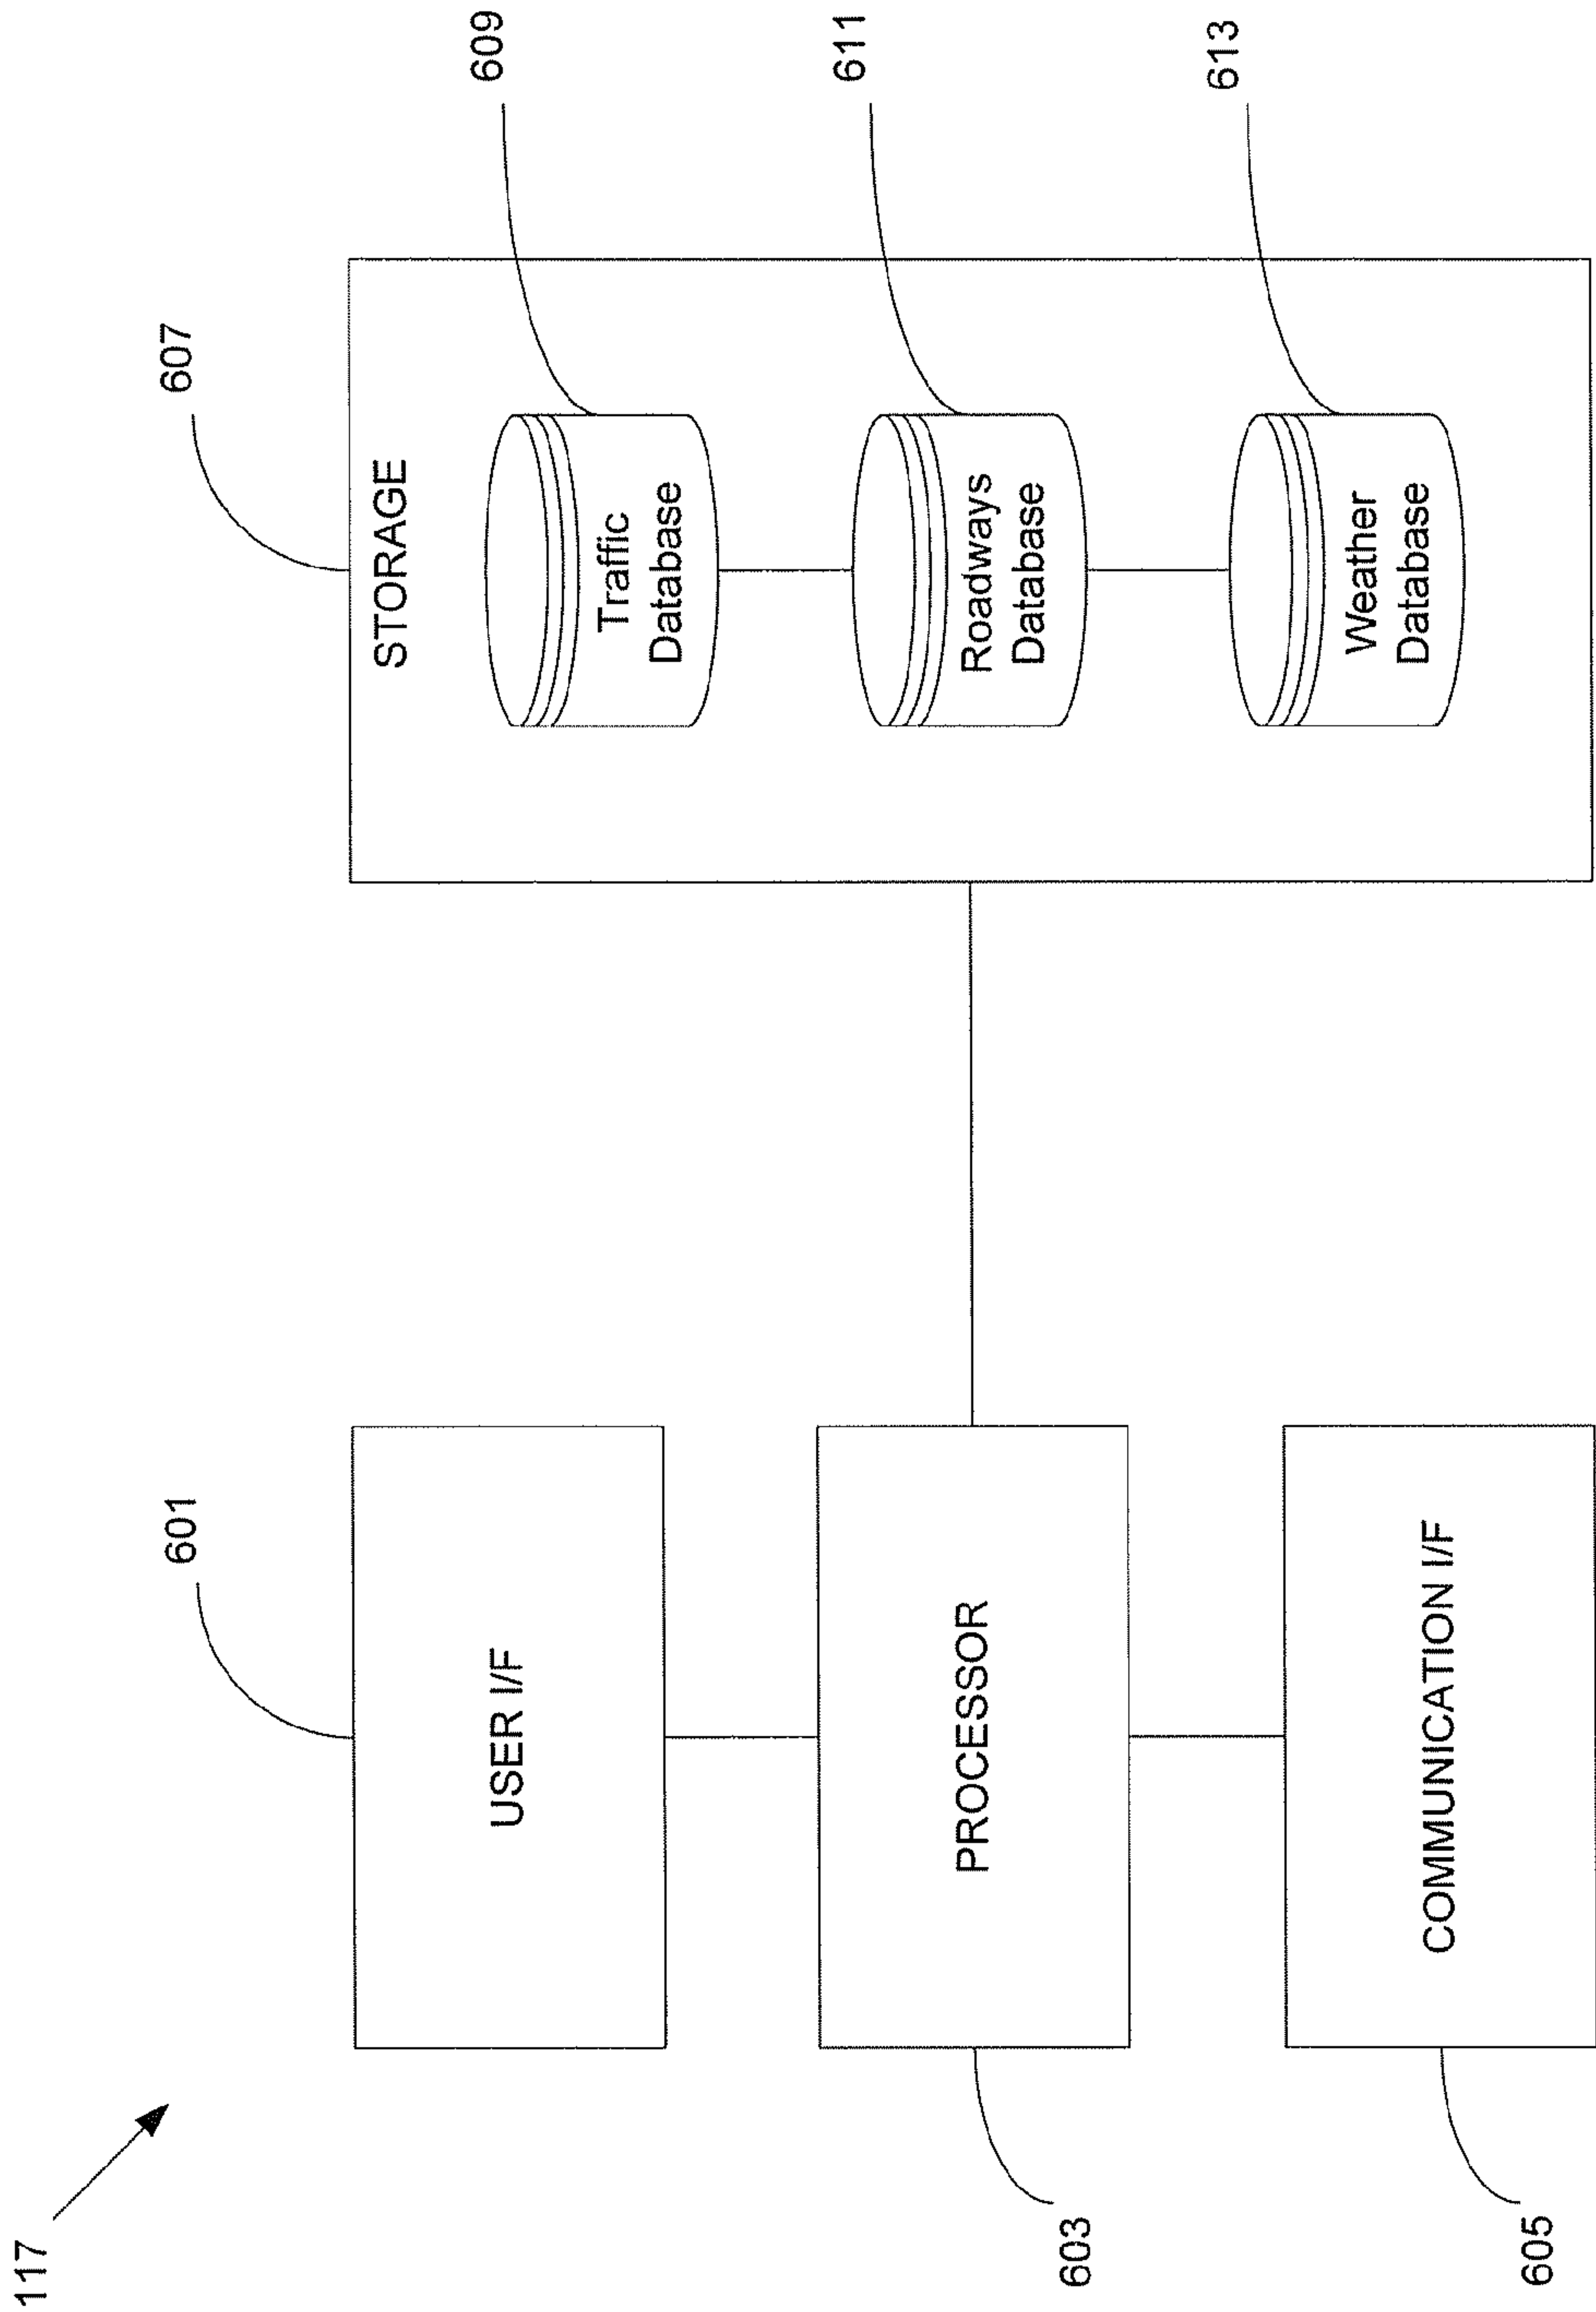 117
601
607
USER I/F
STORAGE
609
Traffic
Database
PROCESSOR
603
611
Roadways
Database
COMMUNICATION I/F
605
613
Weather
Database